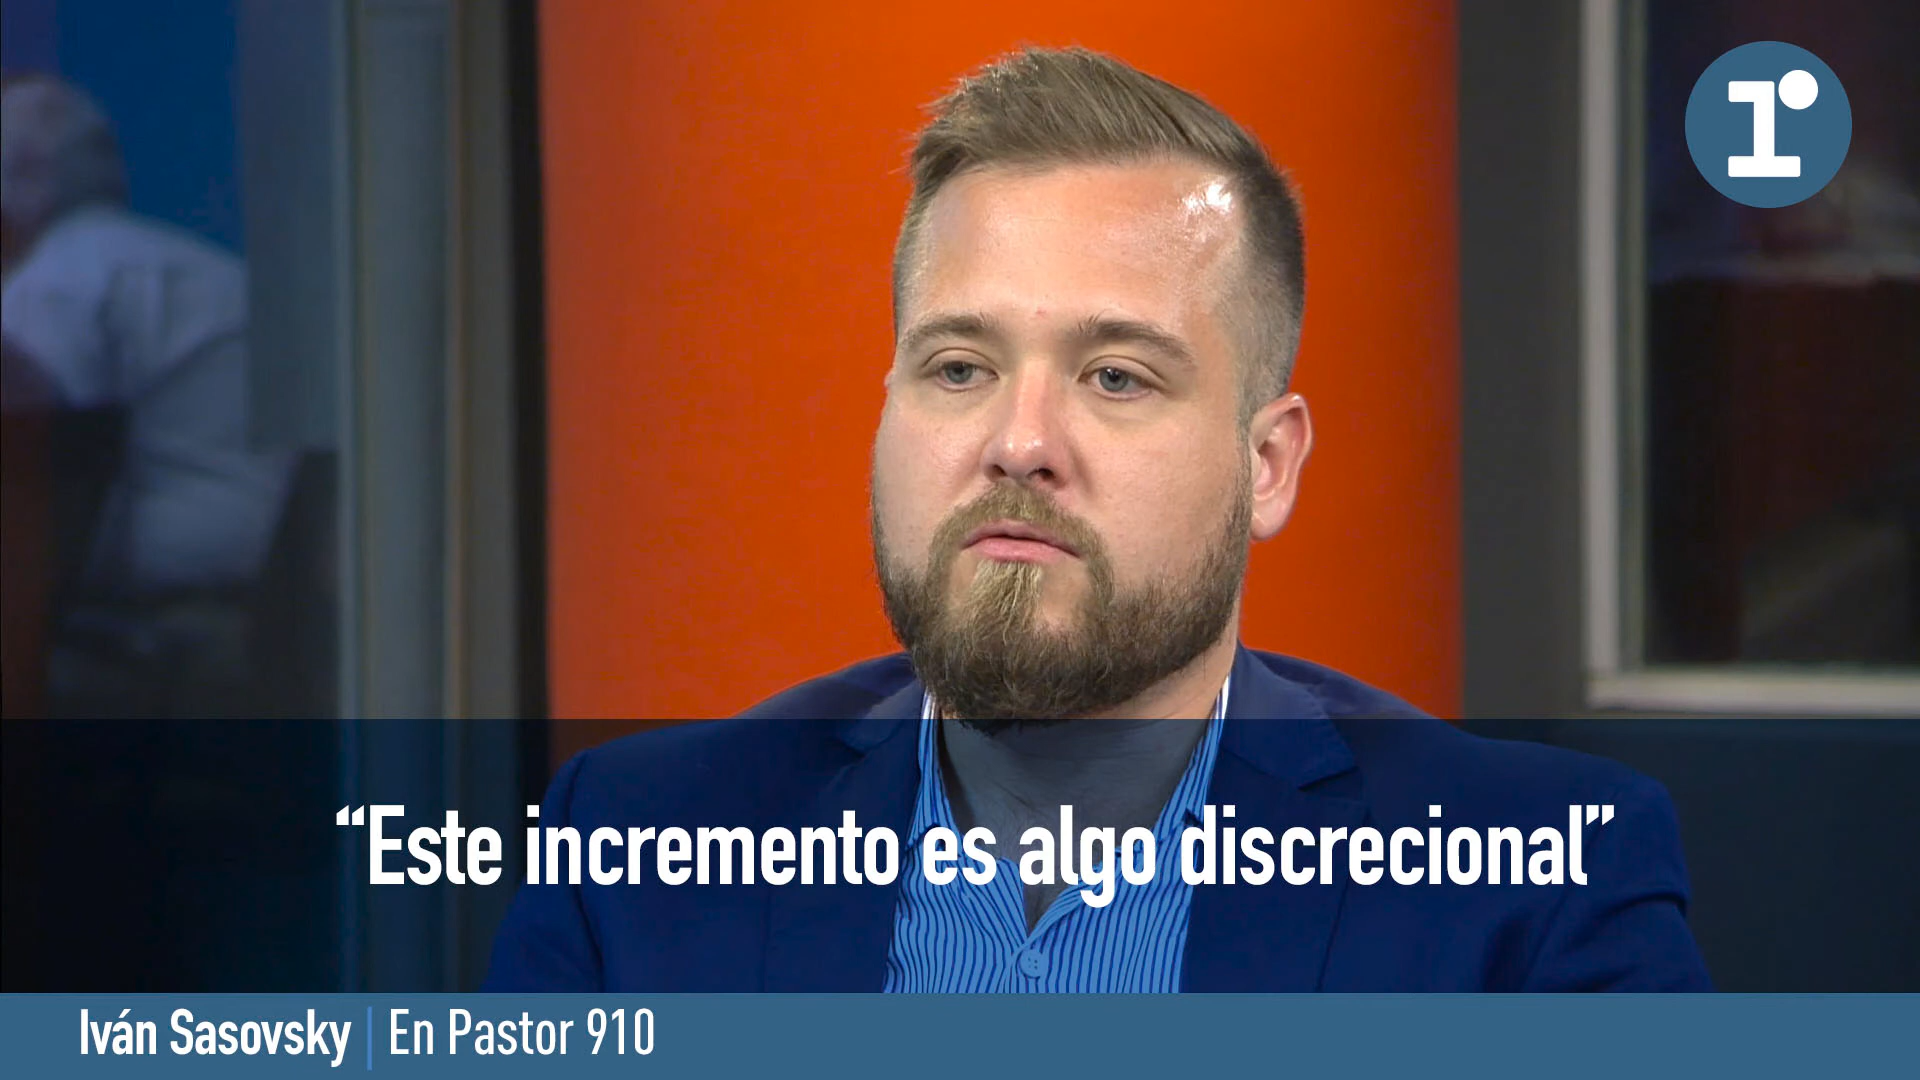 “Este incremento es algo discrecional”
Iván Sasovsky | En Pastor 910